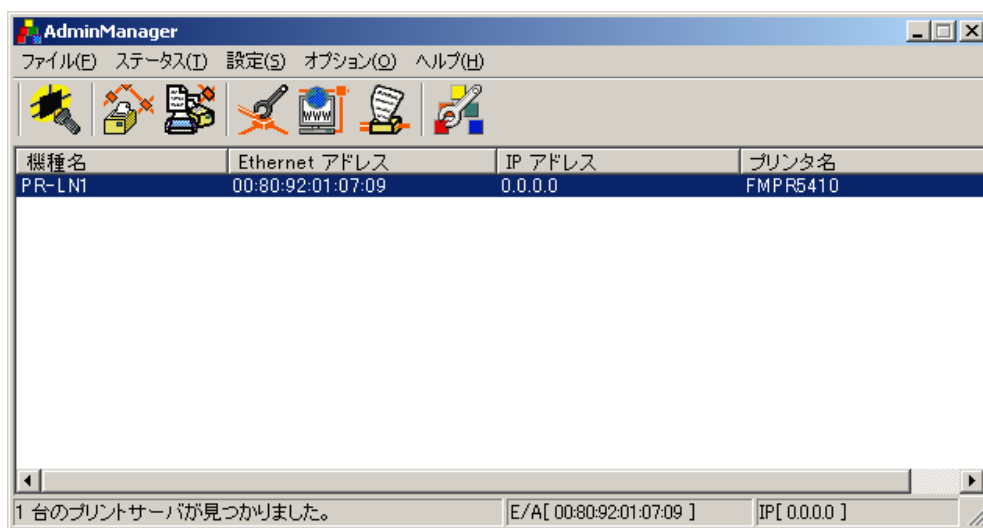 AdminManager
ファイル(F) ステータス(T) 設定(S) オプション(O) ヘルプ(H)
WWW
機種名 Ethernet アドレス IP アドレス プリンタ名
PR-LN1 00:80:92:01:07:09 0.0.0.0 FMPR5410
1 台のプリントサーバが見つかりました。 E/A[ 00:80:92:01:07:09 ] IP[ 0.0.0.0 ]